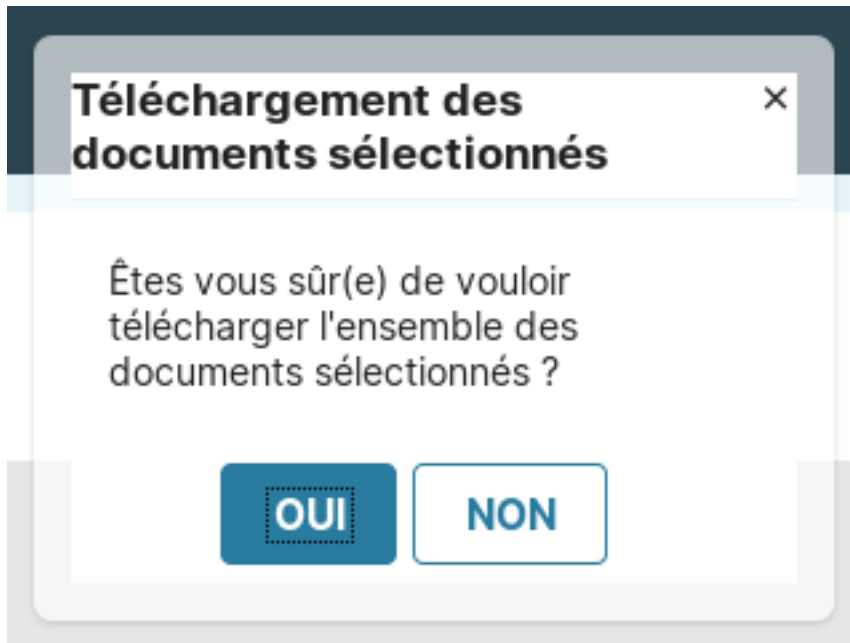 Téléchargement des
documents sélectionnés
×
Êtes vous sûr(e) de vouloir
télécharger l'ensemble des
documents sélectionnés ?
OUI
NON